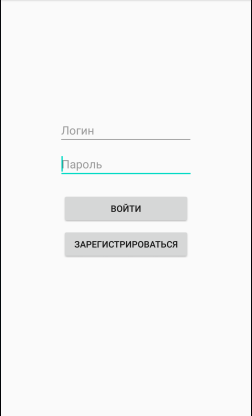 Логин
Пароль
ВОЙТИ
ЗАРЕГИСТРИРОВАТЬСЯ